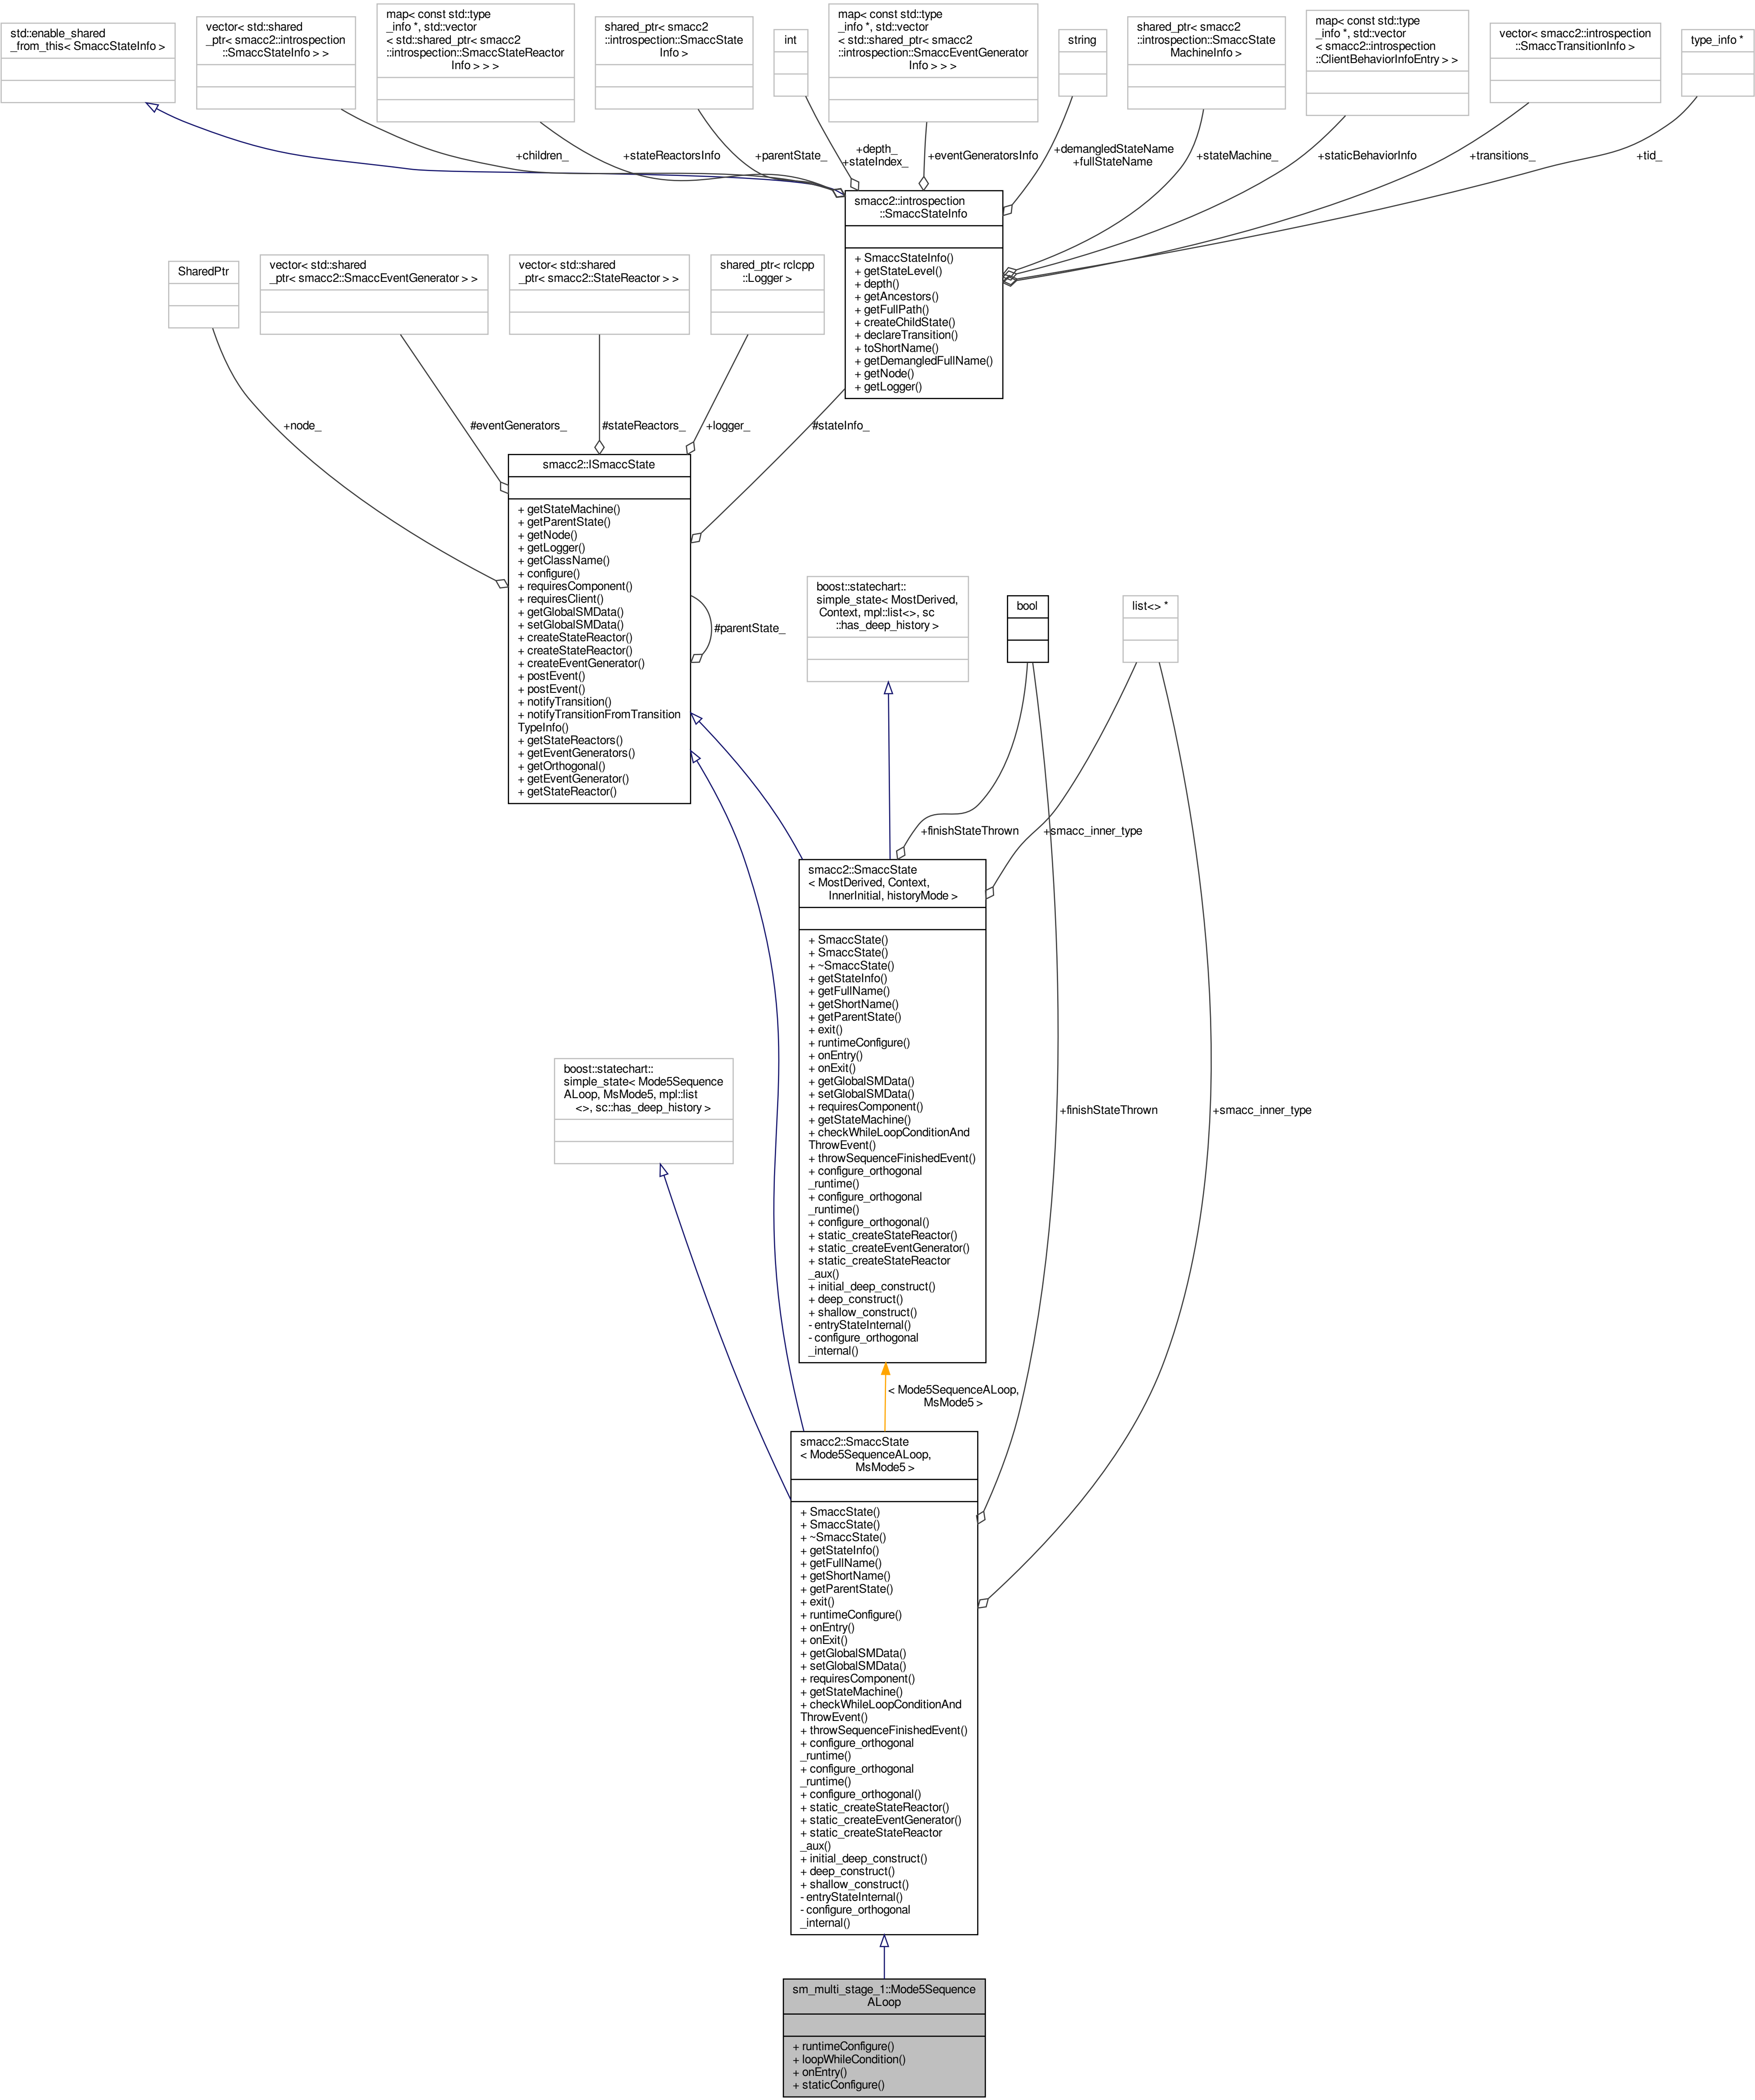 std::enable_shared
_from_this< SmaccStateInfo >
vector< std::shared
_ptr< smacc2::introspection
::SmaccStateInfo > >
map< const std::type
_info *, std::vector
< std::shared_ptr< smacc2
::introspection::SmaccStateReactor
Info > > >
shared_ptr< smacc2
::introspection::SmaccState
Info >
int
map< const std::type
_info *, std::vector
< std::shared_ptr< smacc2
::introspection::SmaccEventGenerator
Info > > >
string
shared_ptr< smacc2
::introspection::SmaccState
MachineInfo >
map< const std::type
_info *, std::vector
< smacc2::introspection
::ClientBehaviorInfoEntry > >
vector< smacc2::introspection
::SmaccTransitionInfo >
type_info *
+children_
+stateReactorsInfo
+parentState_
+depth_
+stateIndex_
+eventGeneratorsInfo
+demangledStateName
+fullStateName
+stateMachine_
+staticBehaviorInfo
+transitions_
+tid_
smacc2::introspection
::SmaccStateInfo
+ SmaccStateInfo()
+ getStateLevel()
+ depth()
+ getAncestors()
+ getFullPath()
+ createChildState()
+ declareTransition()
+ toShortName()
+ getDemangledFullName()
+ getNode()
+ getLogger()
SharedPtr
vector< std::shared
_ptr< smacc2::SmaccEventGenerator > >
vector< std::shared
_ptr< smacc2::StateReactor > >
shared_ptr< rclcpp
::Logger >
+node_
#eventGenerators_
#stateReactors_
+logger_
#stateInfo_
smacc2::ISmaccState
+ getStateMachine()
+ getParentState()
+ getNode()
+ getLogger()
+ getClassName()
+ configure()
+ requiresComponent()
+ requiresClient()
+ getGlobalSMData()
+ setGlobalSMData()
+ createStateReactor()
+ createStateReactor()
+ createEventGenerator()
+ postEvent()
+ postEvent()
+ notifyTransition()
+ notifyTransitionFromTransition
TypeInfo()
+ getStateReactors()
+ getEventGenerators()
+ getOrthogonal()
+ getEventGenerator()
+ getStateReactor()
#parentState_
boost::statechart::
simple_state< MostDerived,
Context, mpl::list<>, sc
::has_deep_history >
bool
list<> *
+finishStateThrown
+smacc_inner_type
smacc2::SmaccState
< MostDerived, Context,
InnerInitial, historyMode >
+ SmaccState()
+ SmaccState()
+ ~SmaccState()
+ getStateInfo()
+ getFullName()
+ getShortName()
+ getParentState()
+ exit()
+ runtimeConfigure()
+ onEntry()
+ onExit()
+ getGlobalSMData()
+ setGlobalSMData()
+ requiresComponent()
+ getStateMachine()
+ checkWhileLoopConditionAnd
ThrowEvent()
+ throwSequenceFinishedEvent()
+ configure_orthogonal
_runtime()
+ configure_orthogonal
_runtime()
+ configure_orthogonal()
+ static_createStateReactor()
+ static_createEventGenerator()
+ static_createStateReactor
_aux()
+ initial_deep_construct()
+ deep_construct()
+ shallow_construct()
- entryStateInternal()
- configure_orthogonal
_internal()
boost::statechart::
simple_state< Mode5Sequence
ALoop, MsMode5, mpl::list
<>, sc::has_deep_history >
+finishStateThrown
+smacc_inner_type
< Mode5SequenceALoop,
MsMode5 >
smacc2::SmaccState
< Mode5SequenceALoop,
MsMode5 >
+ SmaccState()
+ SmaccState()
+ ~SmaccState()
+ getStateInfo()
+ getFullName()
+ getShortName()
+ getParentState()
+ exit()
+ runtimeConfigure()
+ onEntry()
+ onExit()
+ getGlobalSMData()
+ setGlobalSMData()
+ requiresComponent()
+ getStateMachine()
+ checkWhileLoopConditionAnd
ThrowEvent()
+ throwSequenceFinishedEvent()
+ configure_orthogonal
_runtime()
+ configure_orthogonal
_runtime()
+ configure_orthogonal()
+ static_createStateReactor()
+ static_createEventGenerator()
+ static_createStateReactor
_aux()
+ initial_deep_construct()
+ deep_construct()
+ shallow_construct()
- entryStateInternal()
- configure_orthogonal
_internal()
sm_multi_stage_1::Mode5Sequence
ALoop
+ runtimeConfigure()
+ loopWhileCondition()
+ onEntry()
+ staticConfigure()